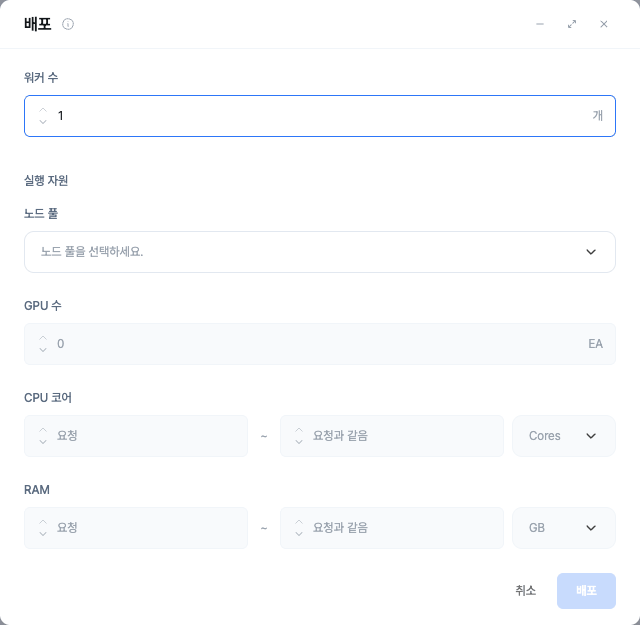 배포
워커 수
1 개
실행 자원
노드 풀
노드 풀을 선택하세요.
GPU 수
0 EA
CPU 코어
요청 ~ 요청과 같음 Cores
RAM
요청 ~ 요청과 같음 GB
취소 배포